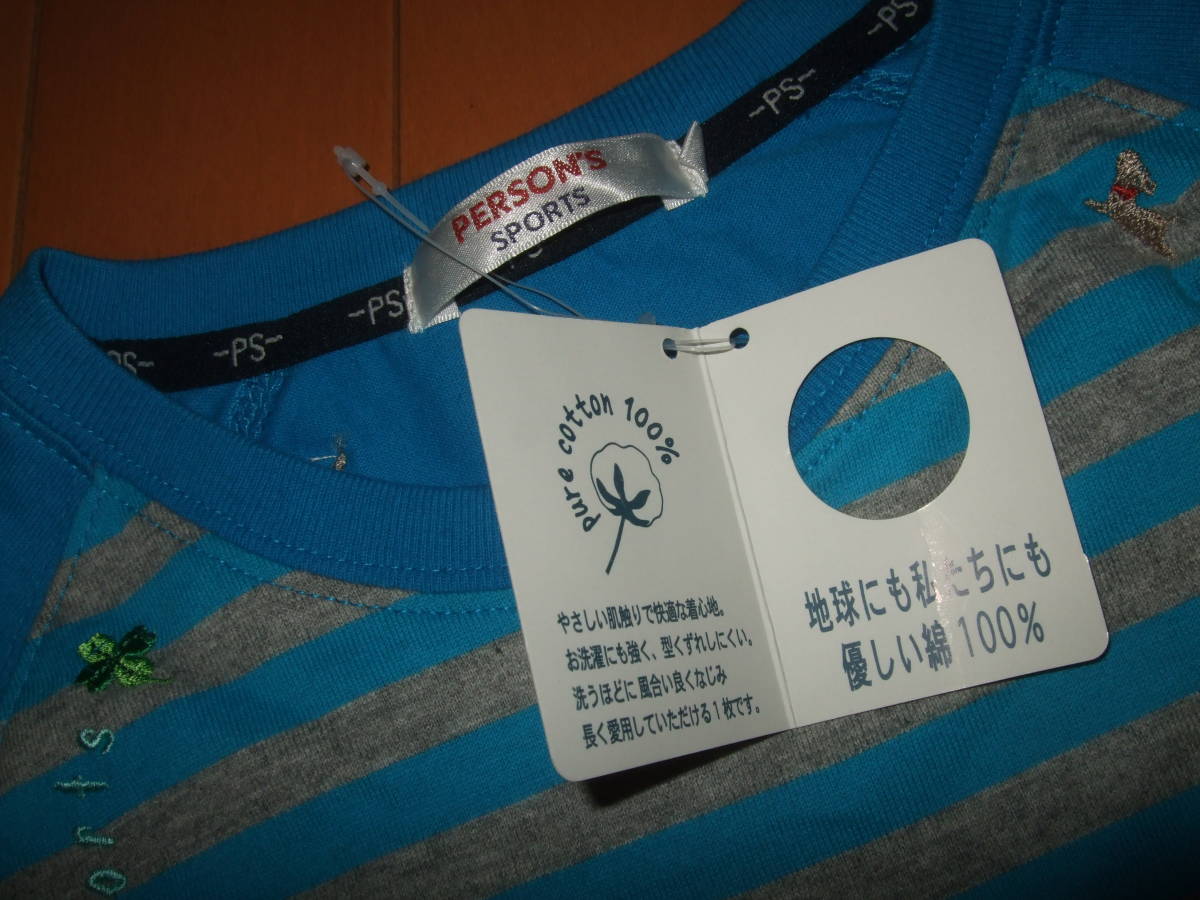 -PS-
-PS-
PERSON'S
SPORTS
-PS-
-PS-
PS-
pure cotton 100%
やさしい肌触りで快適な着心地。
お洗濯にも強く、型くずれしにくい。
洗うほどに風合い良くなじみ
長く愛用していただける1枚です。
地球にも私たちにも
優しい綿100%
orts